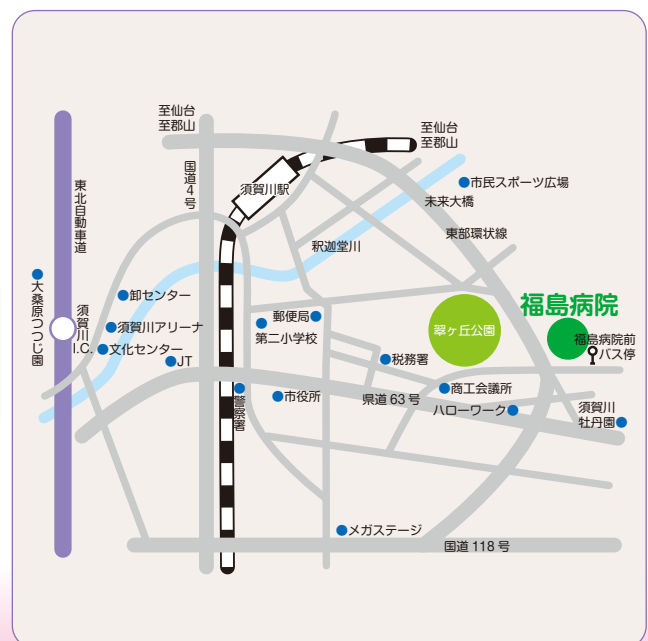 至仙台
至郡山
至仙台
至郡山
国道4号
須賀川駅
東北自動車道
市民スポーツ広場
未来大橋
東部環状線
釈迦堂川
大桑原つつじ園
卸センター
須賀川
I.C.
須賀川アリーナ
文化センター
JT
郵便局
第二小学校
翠ヶ丘公園
福島病院
福島病院前
バス停
税務署
商工会議所
県道63号
ハローワーク
須賀川
牡丹園
警察署
市役所
メガステージ
国道118号